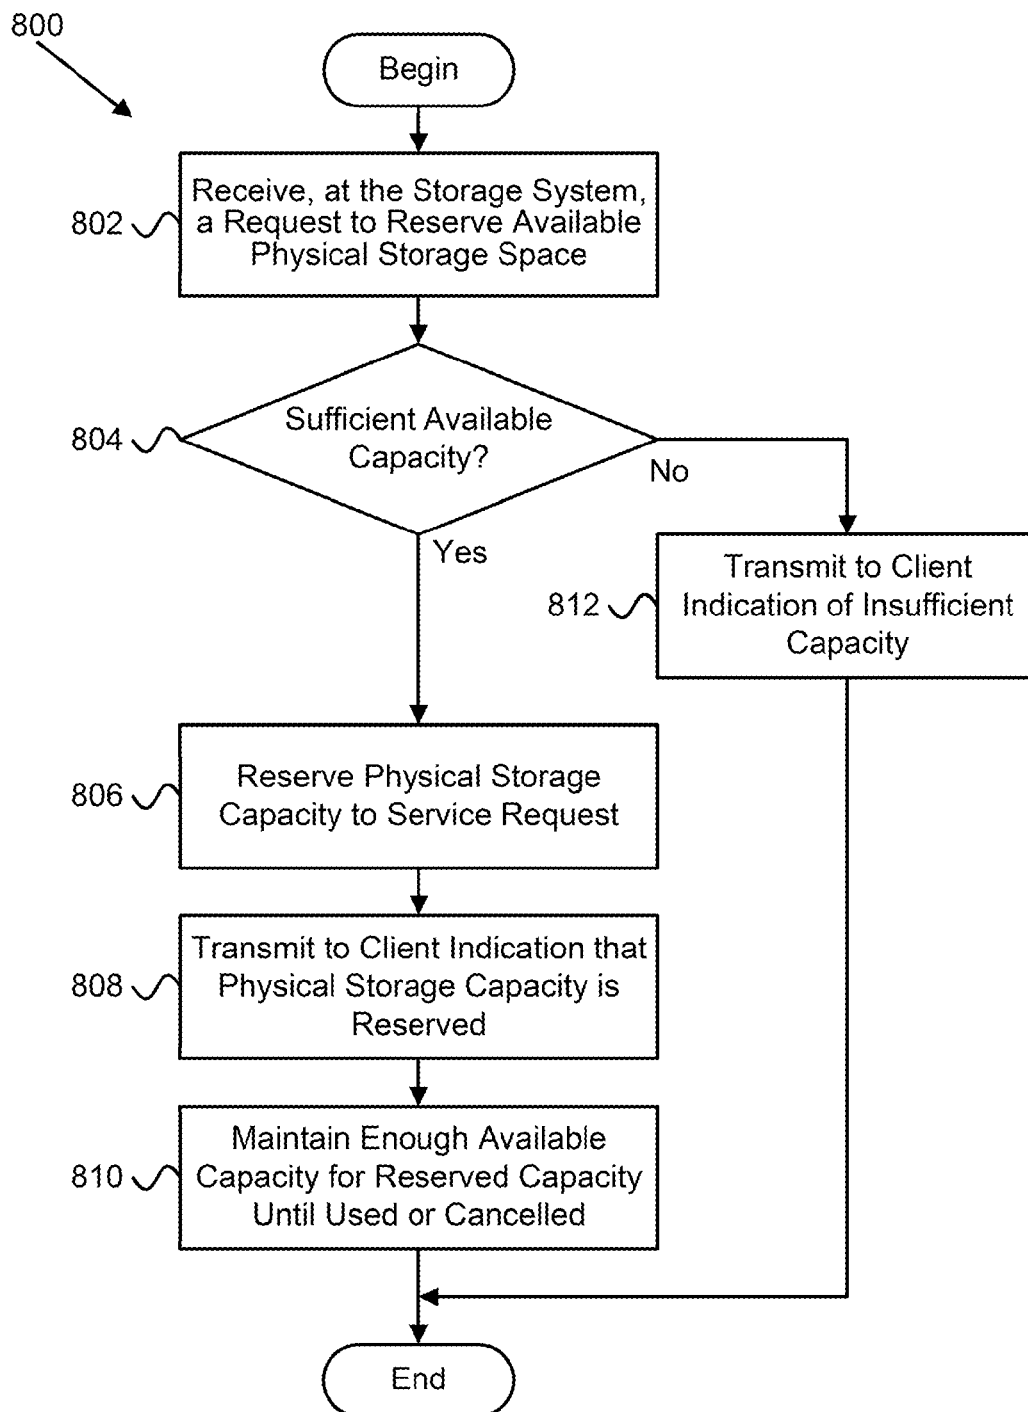 800
Begin
802
Receive, at the Storage System,
a Request to Reserve Available
Physical Storage Space
804
Sufficient Available
Capacity?
No
Yes
812
Transmit to Client
Indication of Insufficient
Capacity
806
Reserve Physical Storage
Capacity to Service Request
808
Transmit to Client Indication that
Physical Storage Capacity is
Reserved
810
Maintain Enough Available
Capacity for Reserved Capacity
Until Used or Cancelled
End